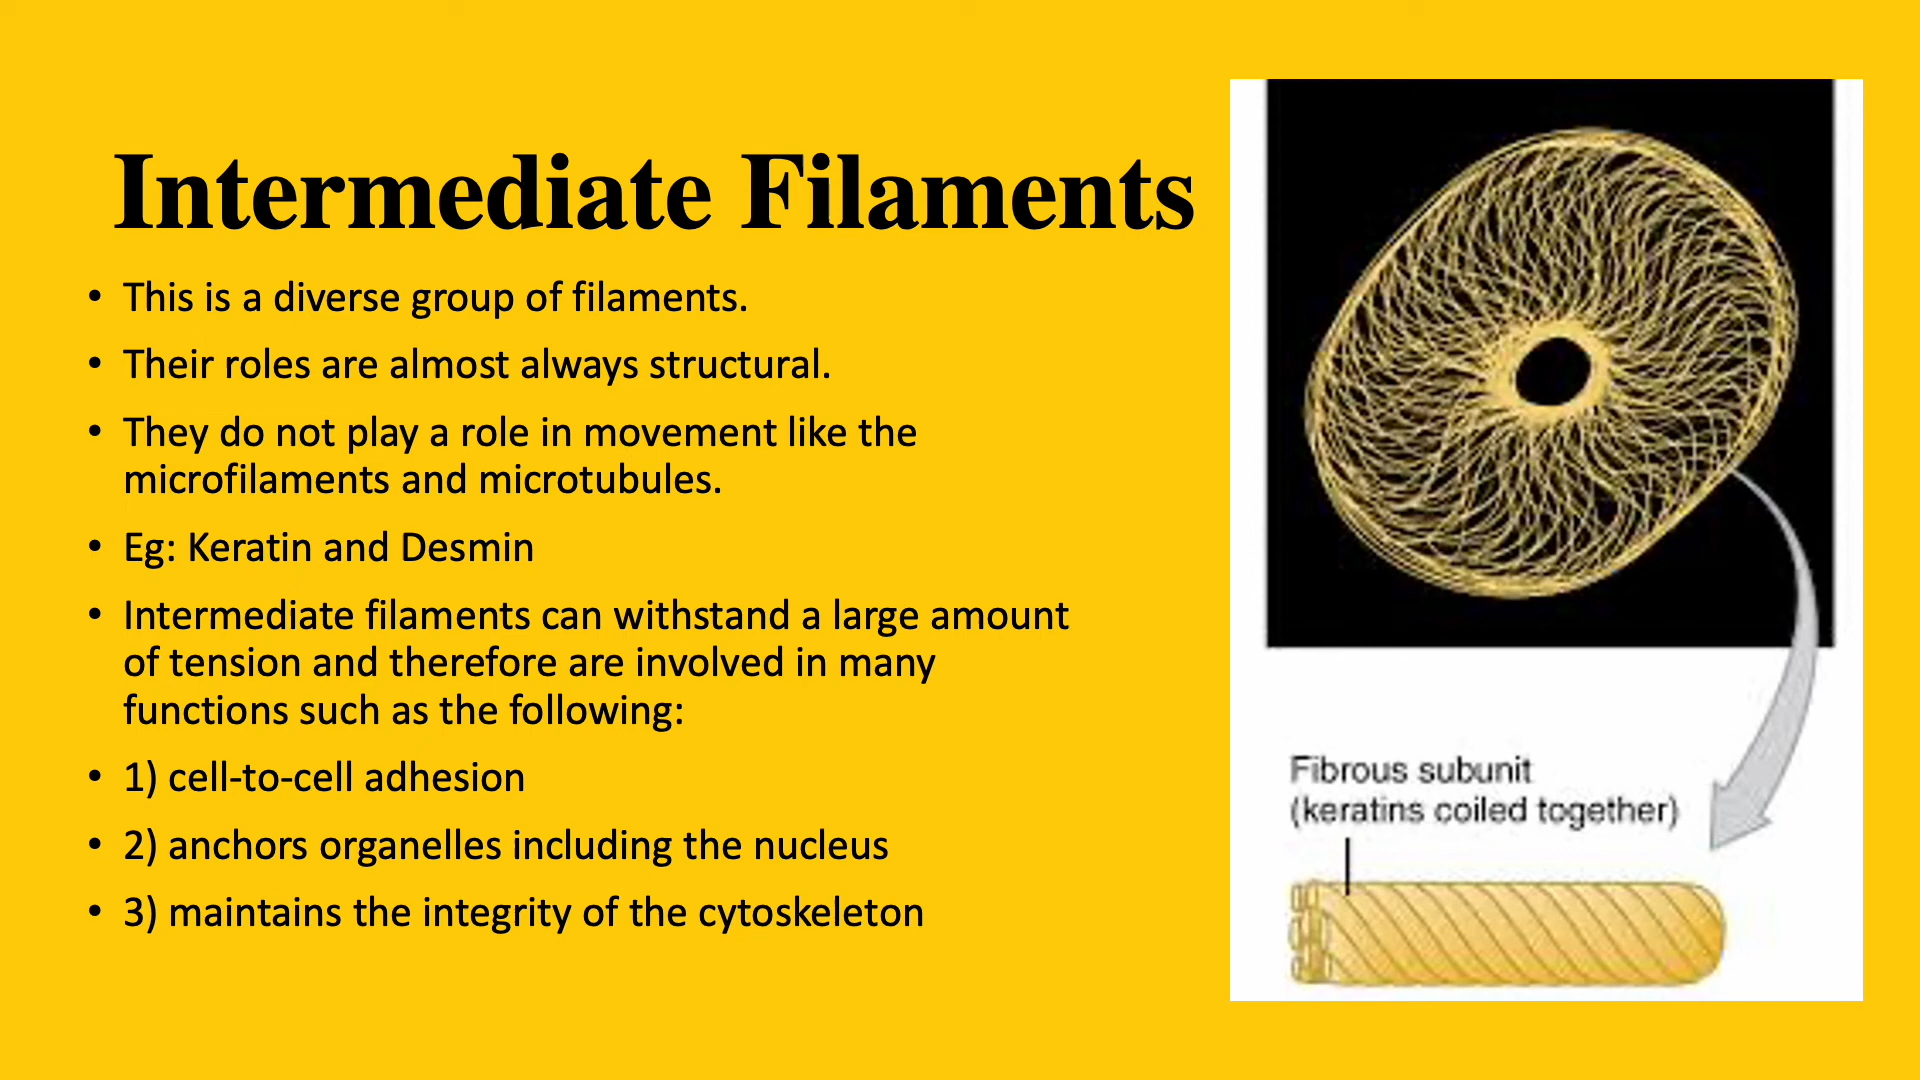 Intermediate Filaments
• This is a diverse group of filaments.
• Their roles are almost always structural.
• They do not play a role in movement like the
microfilaments and microtubules.
• Eg: Keratin and Desmin
• Intermediate filaments can withstand a large amount
of tension and therefore are involved in many
functions such as the following:
• 1) cell-to-cell adhesion
• 2) anchors organelles including the nucleus
• 3) maintains the integrity of the cytoskeleton
Fibrous subunit
(keratins coiled together)